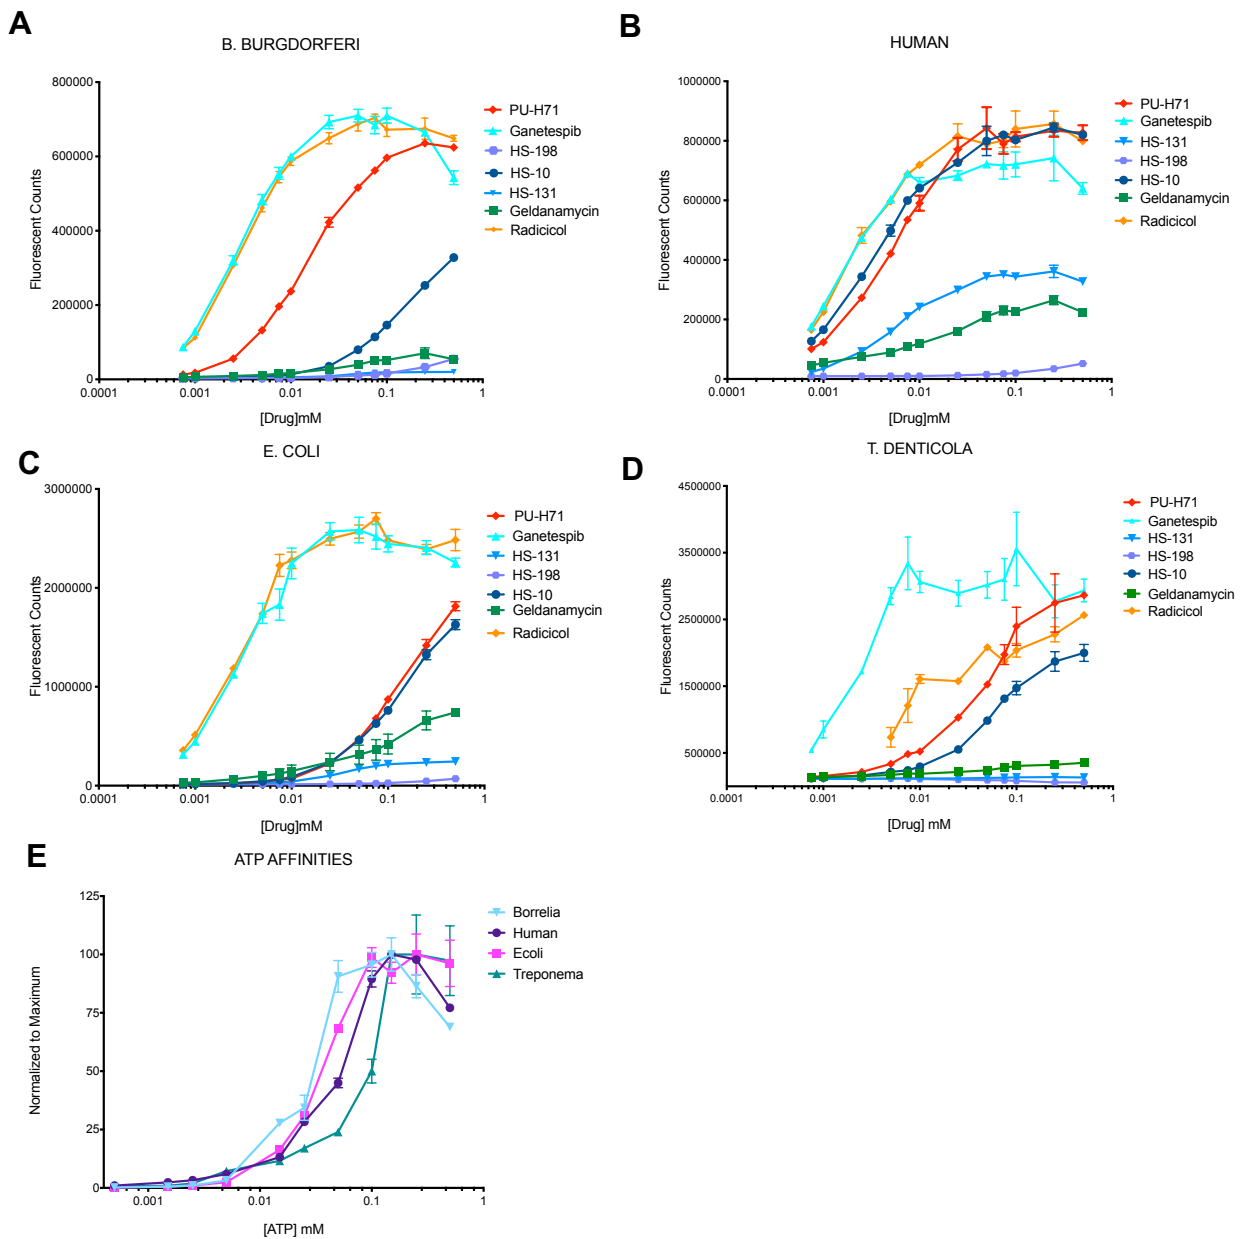 A
B. BURGDORFERI
800000
600000
400000
200000
0
0.0001
0.001
0.01
0.1
1
Fluorescent Counts
[Drug]mM
PU-H71
Ganetespib
HS-198
HS-10
HS-131
Geldanamycin
Radicicol
B
HUMAN
1000000
800000
600000
400000
200000
0
0.0001
0.001
0.01
0.1
1
Fluorescent Counts
[Drug]mM
PU-H71
Ganetespib
HS-131
HS-198
HS-10
Geldanamycin
Radicicol
C
E. COLI
3000000
2000000
1000000
0
0.0001
0.001
0.01
0.1
1
Fluorescent Counts
[Drug]mM
PU-H71
Ganetespib
HS-131
HS-198
HS-10
Geldanamycin
Radicicol
D
T. DENTICOLA
4500000
3500000
2500000
1500000
500000
0.0001
0.001
0.01
0.1
1
Fluorescent Counts
[Drug] mM
PU-H71
Ganetespib
HS-131
HS-198
HS-10
Geldanamycin
Radicicol
E
ATP AFFINITIES
125
100
75
50
25
0
0.001
0.01
0.1
1
Normalized to Maximum
[ATP] mM
Borrelia
Human
Ecoli
Treponema